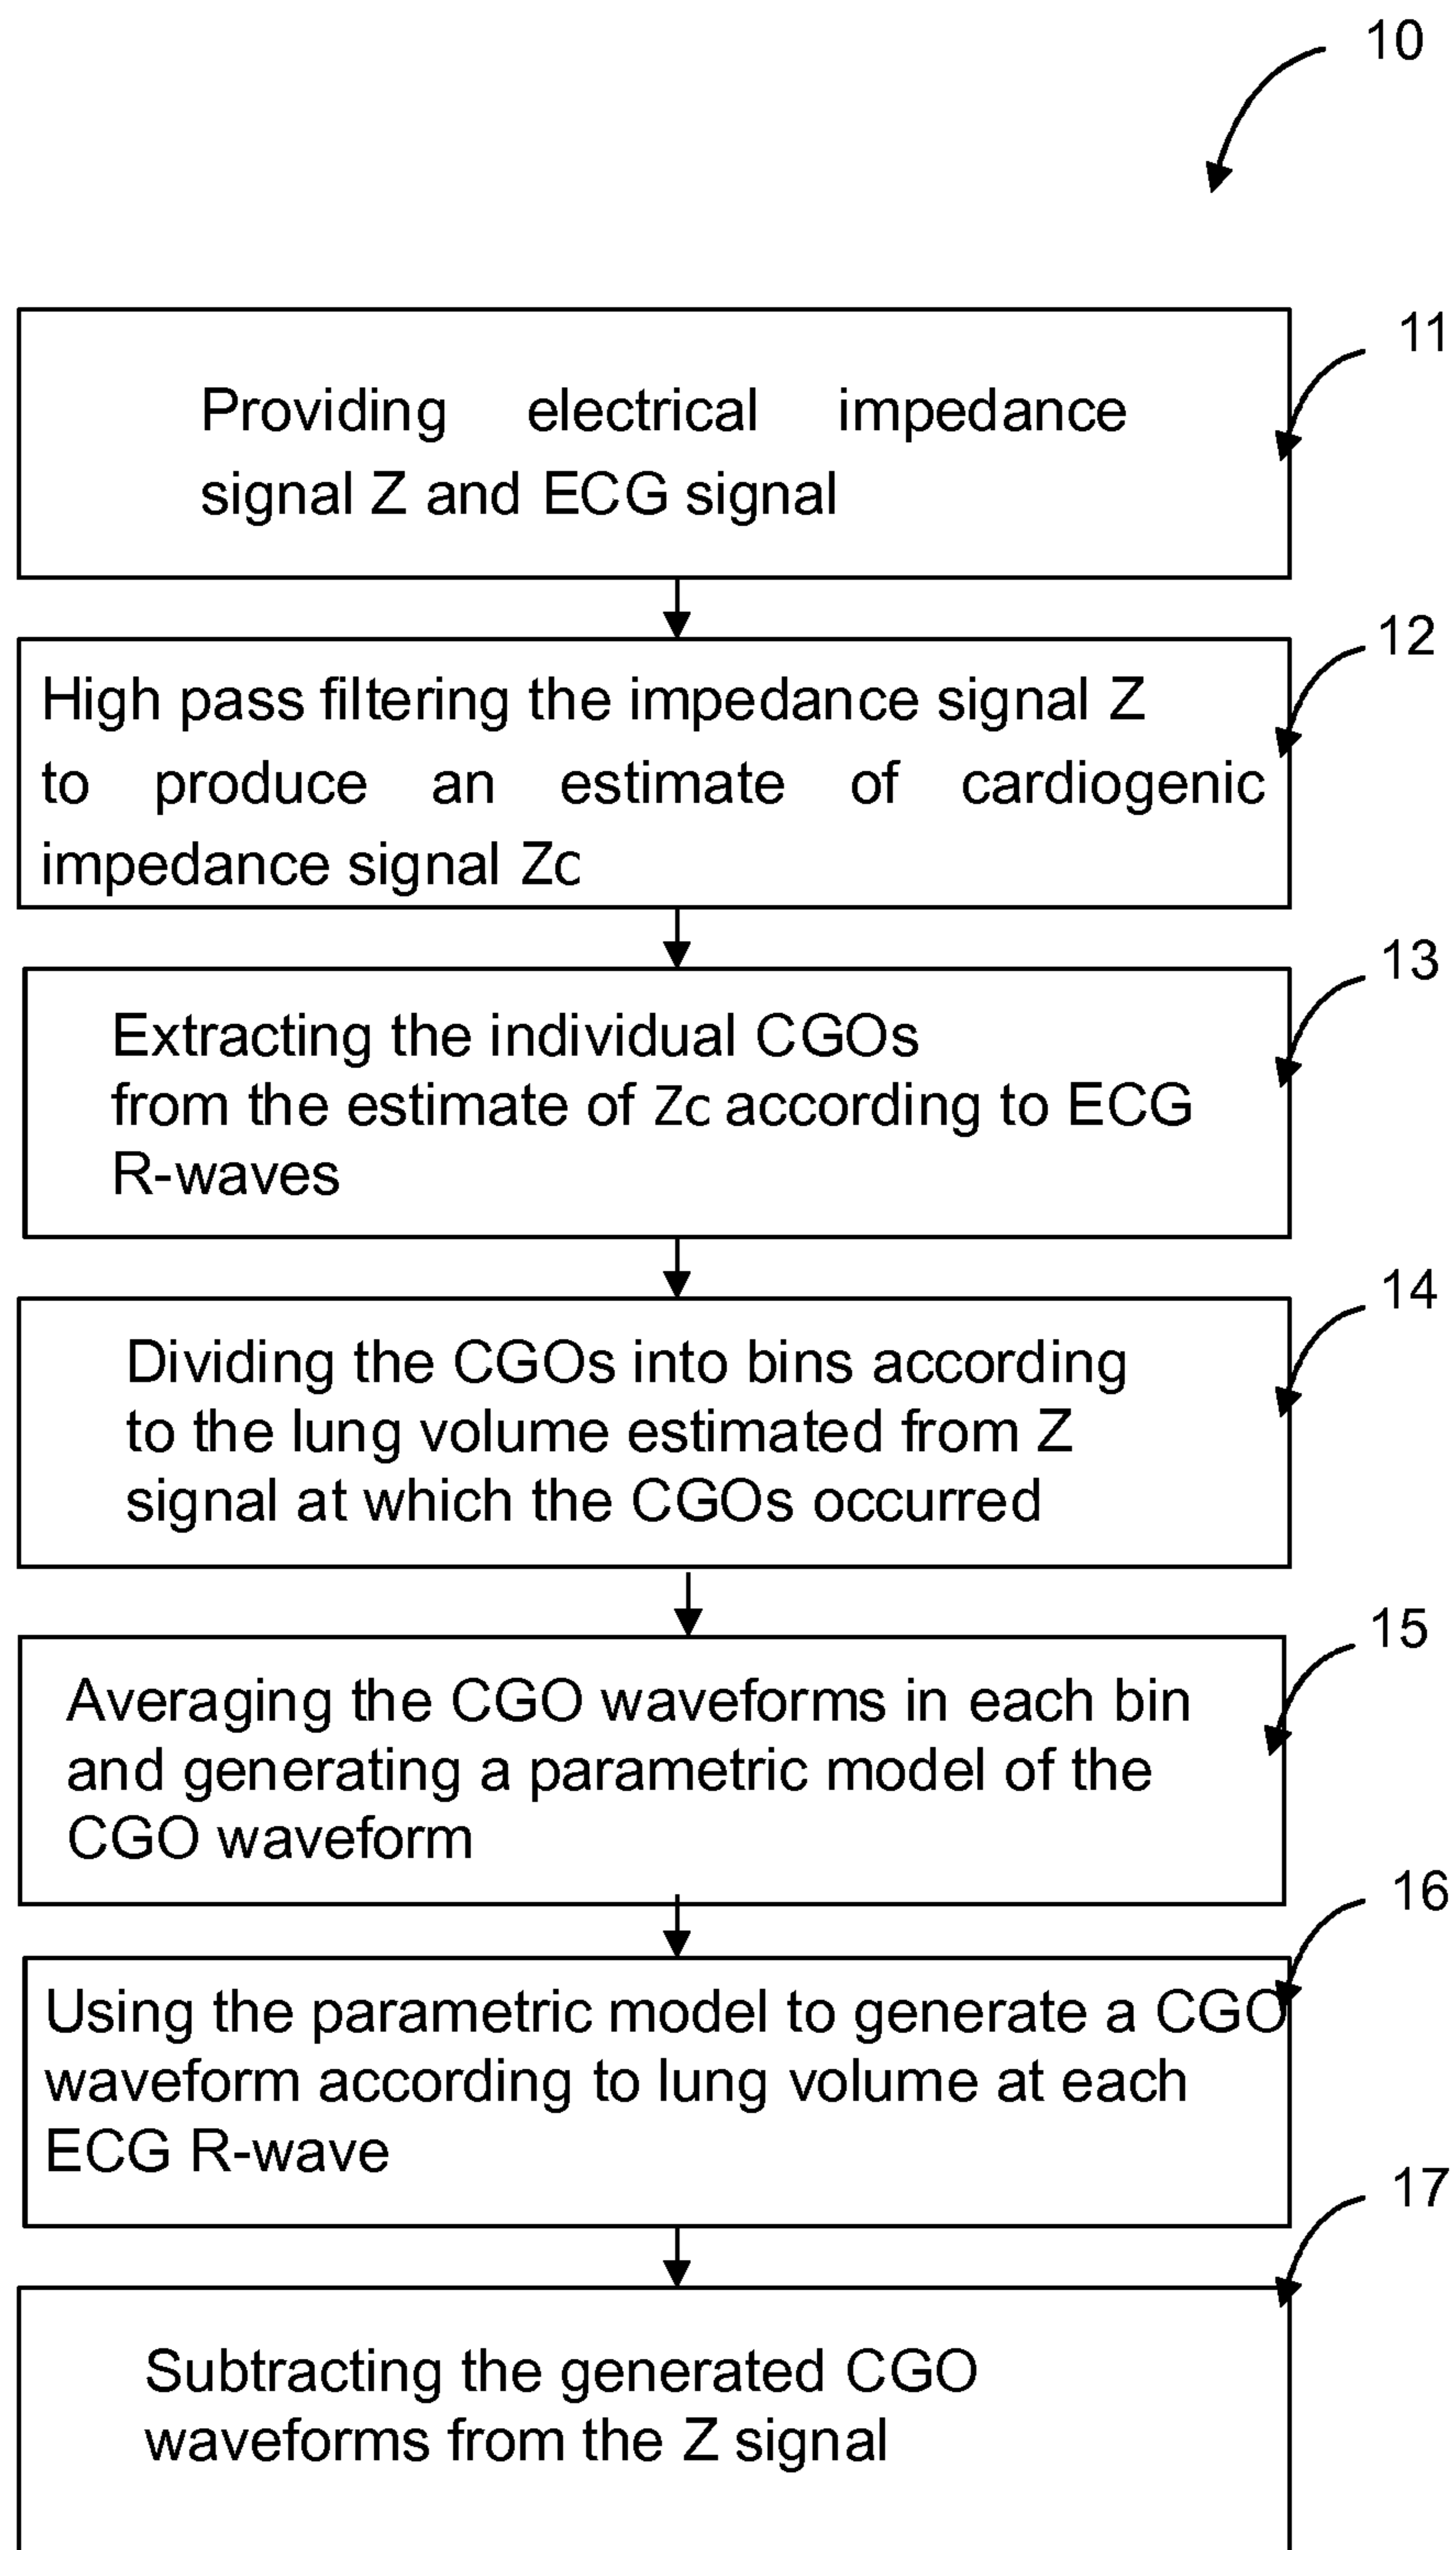 10
11
Providing electrical impedance
signal Z and ECG signal
12
High pass filtering the impedance signal Z
to produce an estimate of cardiogenic
impedance signal Zc
13
Extracting the individual CGOs
from the estimate of Zc according to ECG
R-waves
14
Dividing the CGOs into bins according
to the lung volume estimated from Z
signal at which the CGOs occurred
15
Averaging the CGO waveforms in each bin
and generating a parametric model of the
CGO waveform
16
Using the parametric model to generate a CGO
waveform according to lung volume at each
ECG R-wave
17
Subtracting the generated CGO
waveforms from the Z signal